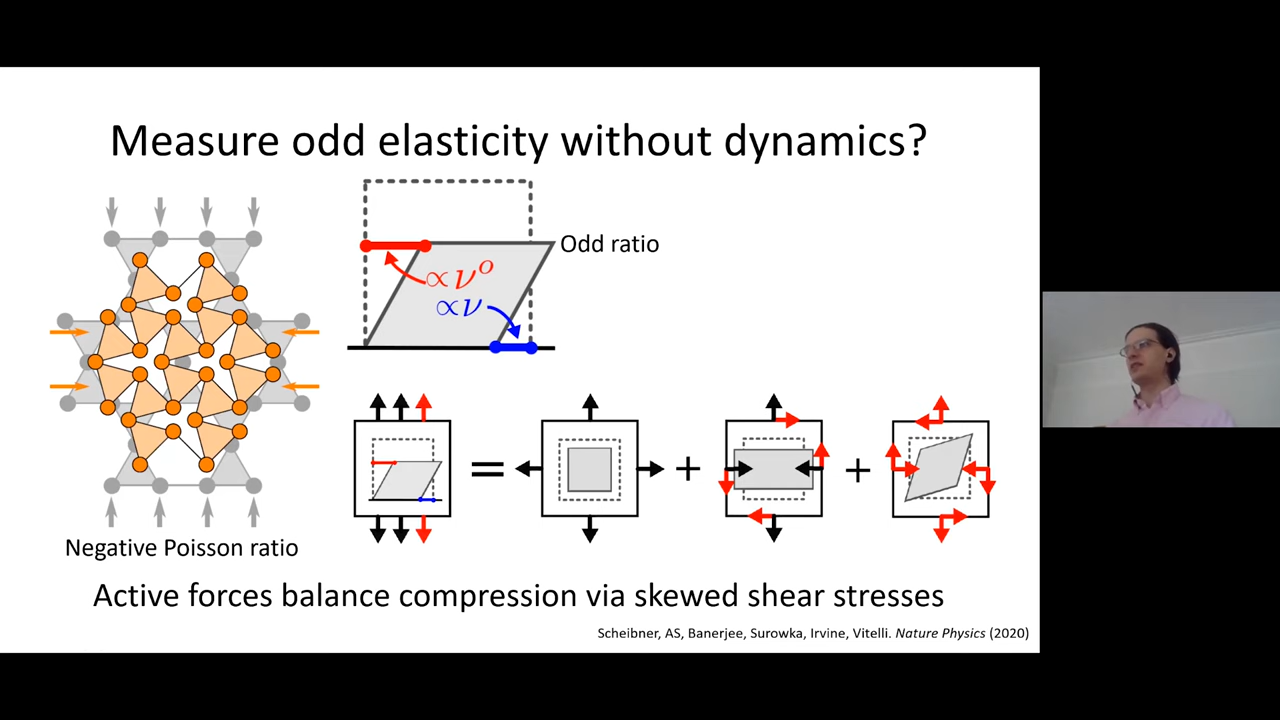 Measure odd elasticity without dynamics?
Odd ratio
∝νᵒ
∝ν
=
+
+
Negative Poisson ratio
Active forces balance compression via skewed shear stresses
Scheibner, AS, Banerjee, Surowka, Irvine, Vitelli. Nature Physics (2020)